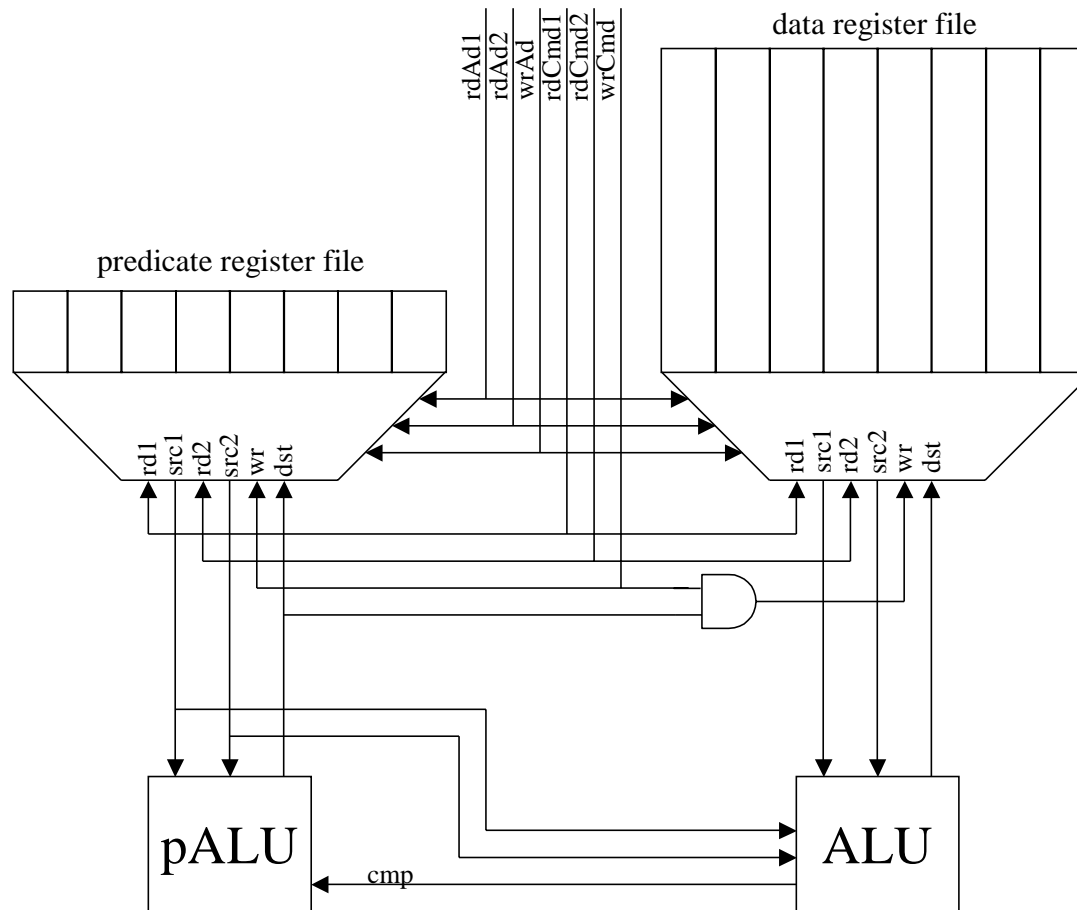 data register file
rdAd1
rdAd2
wrAd
rdCmd1
rdCmd2
wrCmd
predicate register file
rd1
src1
rd2
src2
wr
dst
rd1
src1
rd2
src2
wr
dst
pALU
ALU
cmp